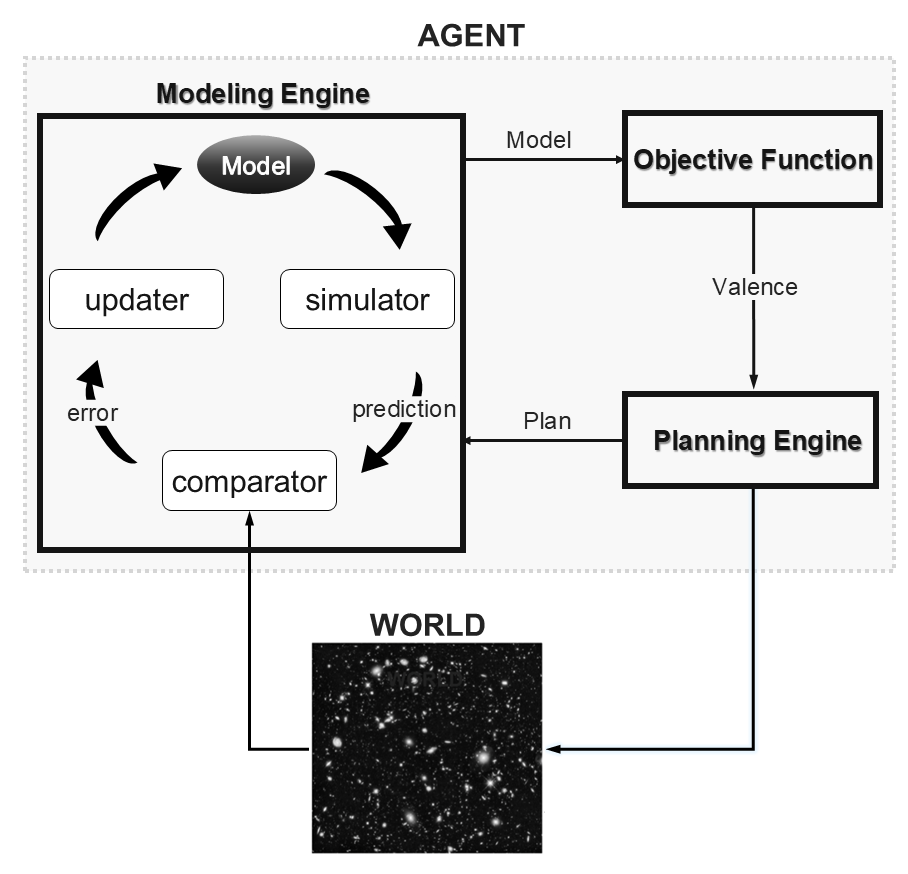 AGENT
Modeling Engine
Model
Model
Objective Function
updater
simulator
Valence
error
prediction
Plan
Planning Engine
comparator
WORLD
WORLD